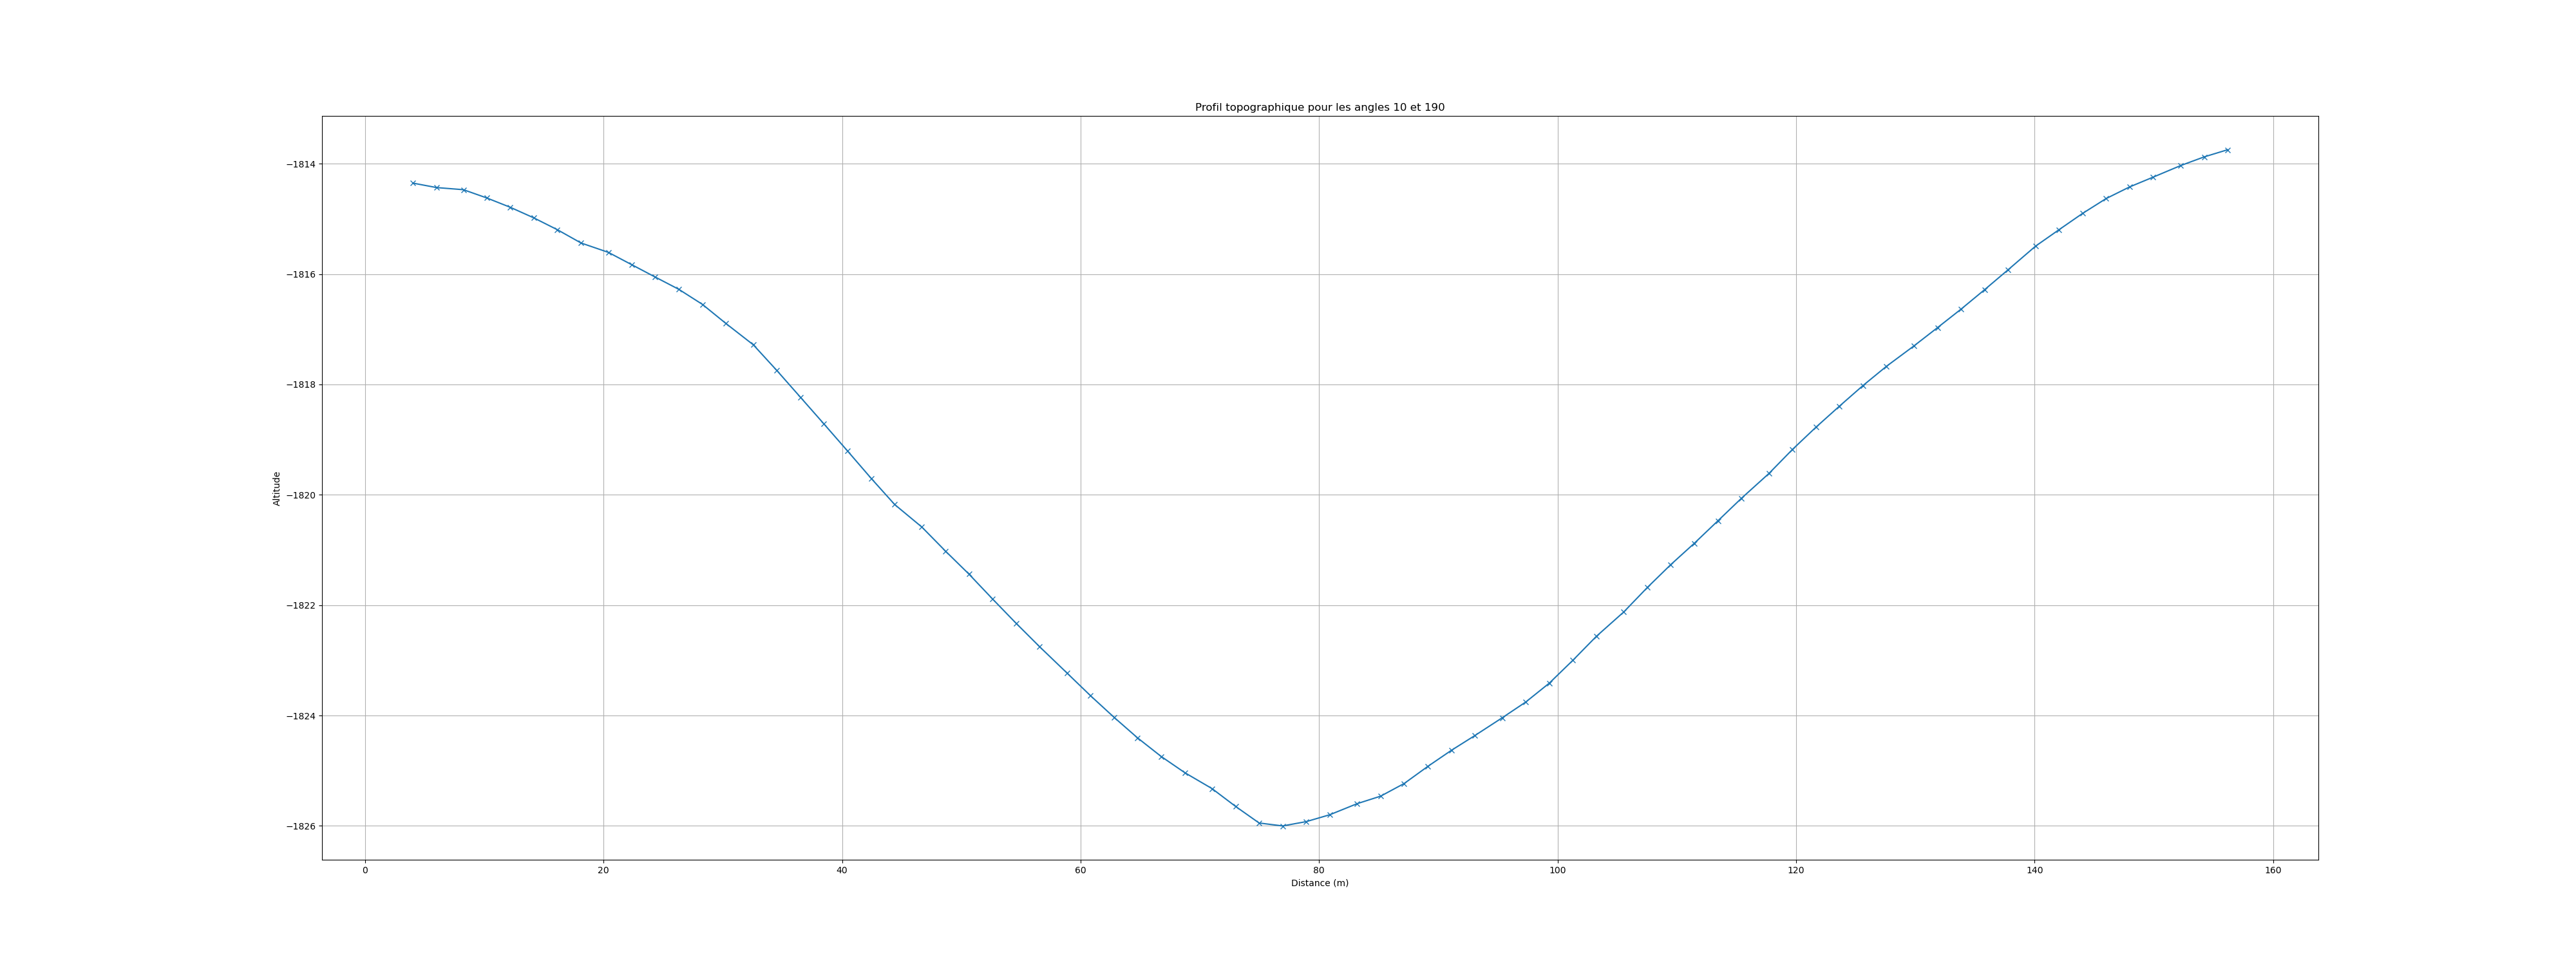 Profil topographique pour les angles 10 et 190
Altitude
−1814
−1816
−1818
−1820
−1822
−1824
−1826
0 20 40 60 80 100 120 140 160
Distance (m)